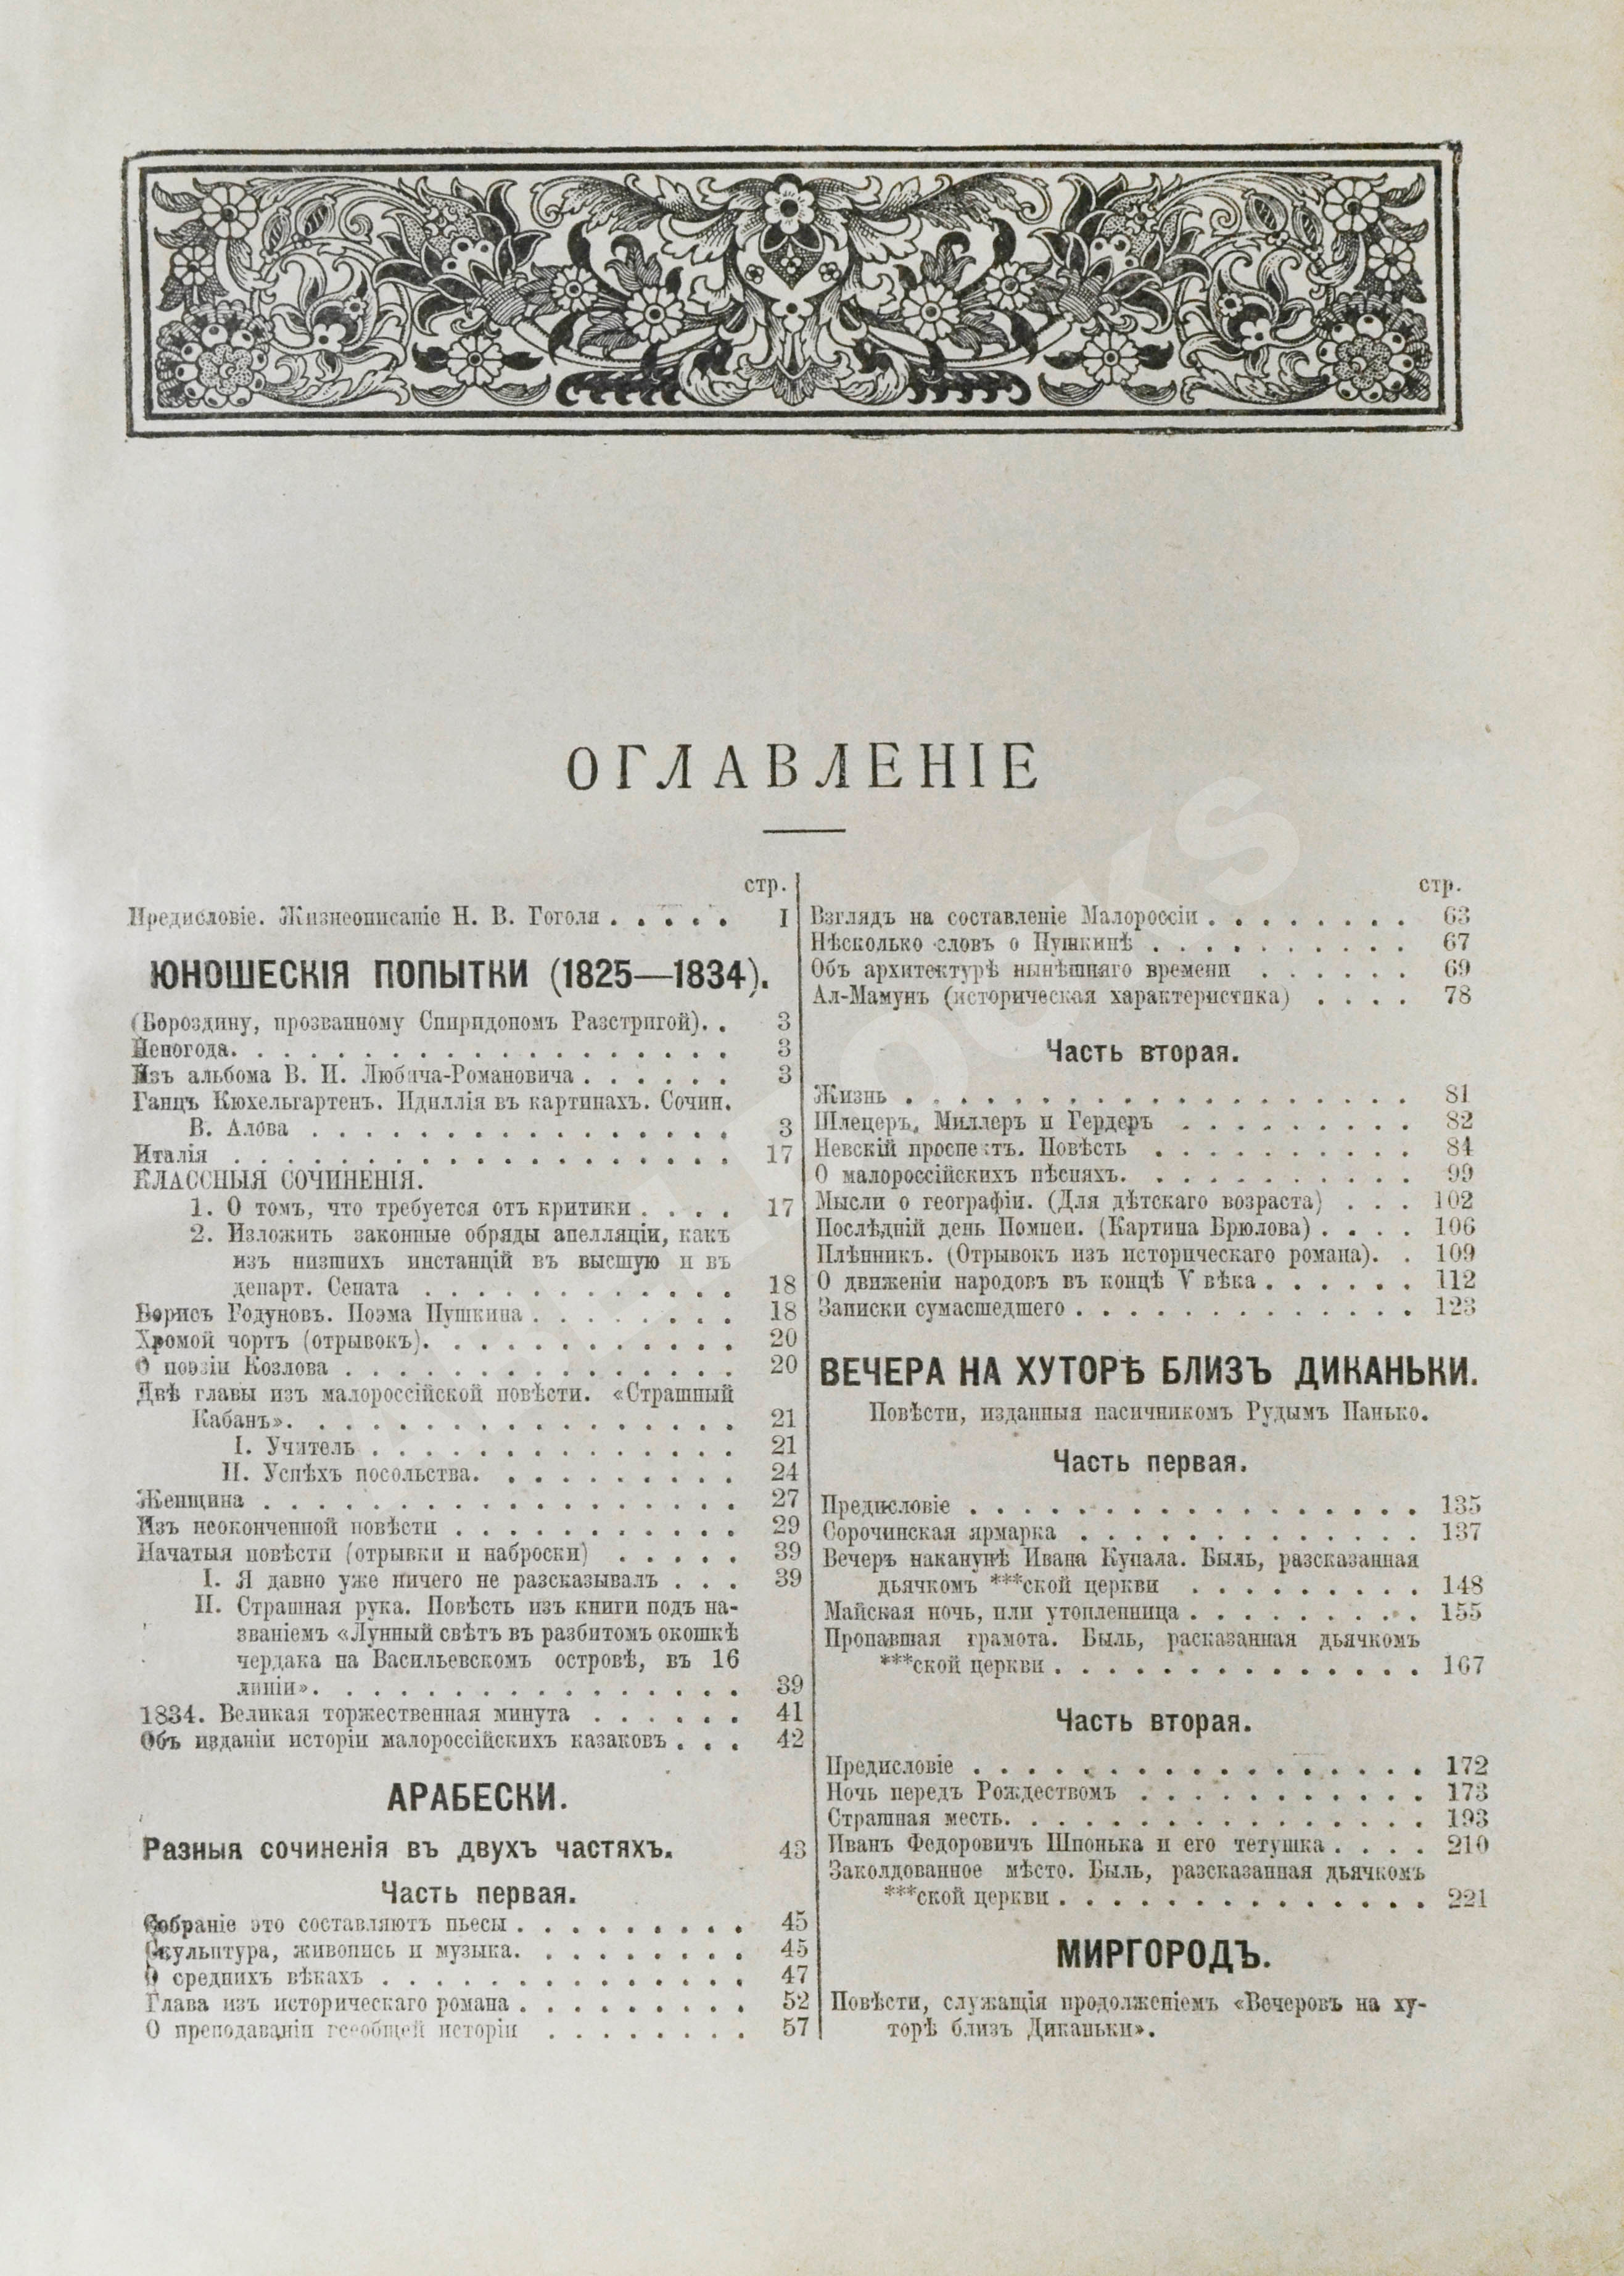 ОГЛАВЛЕНІЕ
стр.
Предисловіе. Жизнеописаніе Н. В. Гоголя . . . . . I
ЮНОШЕСКІЯ ПОПЫТКИ (1825—1834).
(Бороздину, прозванному Спиридономъ Разстригой). . 3
Непогода. . . . . . . . . . . . . . . . . . . . 3
Изъ альбома В. И. Любича-Романовича . . . . . . 3
Ганцъ Кюхельгартенъ. Идиллія въ картинахъ. Сочин.
В. Алова . . . . . . . . . . . . . . . . 3
Италія . . . . . . . . . . . . . . . . . . . 17
КЛАССНЫЯ СОЧИНЕНІЯ.
1. О томъ, что требуется отъ критики . . . . 17
2. Изложить законные обряды апелляціи, какъ
изъ низшихъ инстанцій въ высшую и въ
департ. Сената . . . . . . . . . . . . 18
Борисъ Годуновъ. Поэма Пушкина . . . . . . . . 18
Хромой чортъ (отрывокъ). . . . . . . . . . . . 20
О поэзіи Козлова . . . . . . . . . . . . . . . 20
Двѣ главы изъ малороссійской повѣсти. «Страшный
Кабанъ». . . . . . . . . . . . . . . . . 21
I. Учитель . . . . . . . . . . . . . . 21
II. Успѣхъ посольства. . . . . . . . . . 24
Женщина . . . . . . . . . . . . . . . . . . 27
Изъ неоконченной повѣсти . . . . . . . . . . . 29
Начатыя повѣсти (отрывки и наброски) . . . . . 39
I. Я давно уже ничего не разсказывалъ . . . 39
II. Страшная рука. Повѣсть изъ книги подъ на-
званіемъ «Лунный свѣтъ въ разбитомъ окошкѣ
чердака на Васильевскомъ островѣ, въ 16
линіи». . . . . . . . . . . . . . . . . 39
1834. Великая торжественная минута . . . . . . 41
Объ изданіи исторіи малороссійскихъ казаковъ . . . 42
АРАБЕСКИ.
Разныя сочиненія въ двухъ частяхъ. 43
Часть первая.
Собраніе это составляютъ пьесы . . . . . . . . . 45
Скульптура, живопись и музыка. . . . . . . . . 45
О среднихъ вѣкахъ . . . . . . . . . . . . . . 47
Глава изъ историческаго романа . . . . . . . . . 52
О преподаваніи всеобщей исторіи . . . . . . . . 57
стр.
Взглядъ на составленіе Малороссіи . . . . . . . . 63
Нѣсколько словъ о Пушкинѣ . . . . . . . . . . 67
Объ архитектурѣ нынѣшняго времени . . . . . . 69
Ал-Мамунъ (историческая характеристика) . . . . 78
Часть вторая.
Жизнь . . . . . . . . . . . . . . . . . . . 81
Шлецеръ, Миллеръ и Гердеръ . . . . . . . . . 82
Невскій проспектъ. Повѣсть . . . . . . . . . . 84
О малороссійскихъ пѣсняхъ. . . . . . . . . . . 99
Мысли о географіи. (Для дѣтскаго возраста) . . . 102
Послѣдній день Помпеи. (Картина Брюлова) . . . . 106
Плѣнникъ. (Отрывокъ изъ историческаго романа). . 109
О движеніи народовъ въ концѣ V вѣка . . . . . . 112
Записки сумасшедшего . . . . . . . . . . . . . 123
ВЕЧЕРА НА ХУТОРѢ БЛИЗЪ ДИКАНЬКИ.
Повѣсти, изданныя пасичникомъ Рудымъ Панько.
Часть первая.
Предисловіе . . . . . . . . . . . . . . . . . 135
Сорочинская ярмарка . . . . . . . . . . . . . 137
Вечеръ наканунѣ Ивана Купала. Быль, разсказанная
дьячкомъ ***ской церкви . . . . . . . . . 148
Майская ночь, или утопленница . . . . . . . . . 155
Пропавшая грамота. Быль, расказанная дьячкомъ
***ской церкви . . . . . . . . . . . . . . 167
Часть вторая.
Предисловіе . . . . . . . . . . . . . . . . . 172
Ночь передъ Рождествомъ . . . . . . . . . . . 173
Страшная месть. . . . . . . . . . . . . . . . 193
Иванъ Федоровичъ Шпонька и его тетушка . . . . 210
Заколдованное мѣсто. Быль, разсказанная дьячкомъ
***ской церкви . . . . . . . . . . . . . . 221
МИРГОРОДЪ.
Повѣсти, служащія продолженіемъ «Вечеровъ на ху-
торѣ близъ Диканьки».